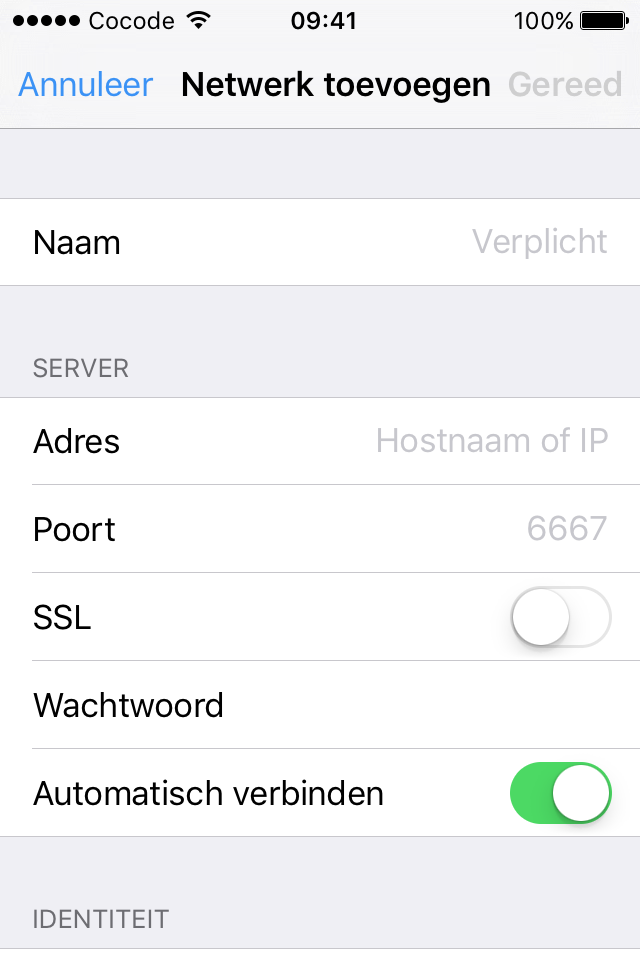 Cocode 09:41 100%
Annuleer Netwerk toevoegen Gereed
Naam Verplicht
SERVER
Adres Hostnaam of IP
Poort 6667
SSL
Wachtwoord
Automatisch verbinden
IDENTITEIT